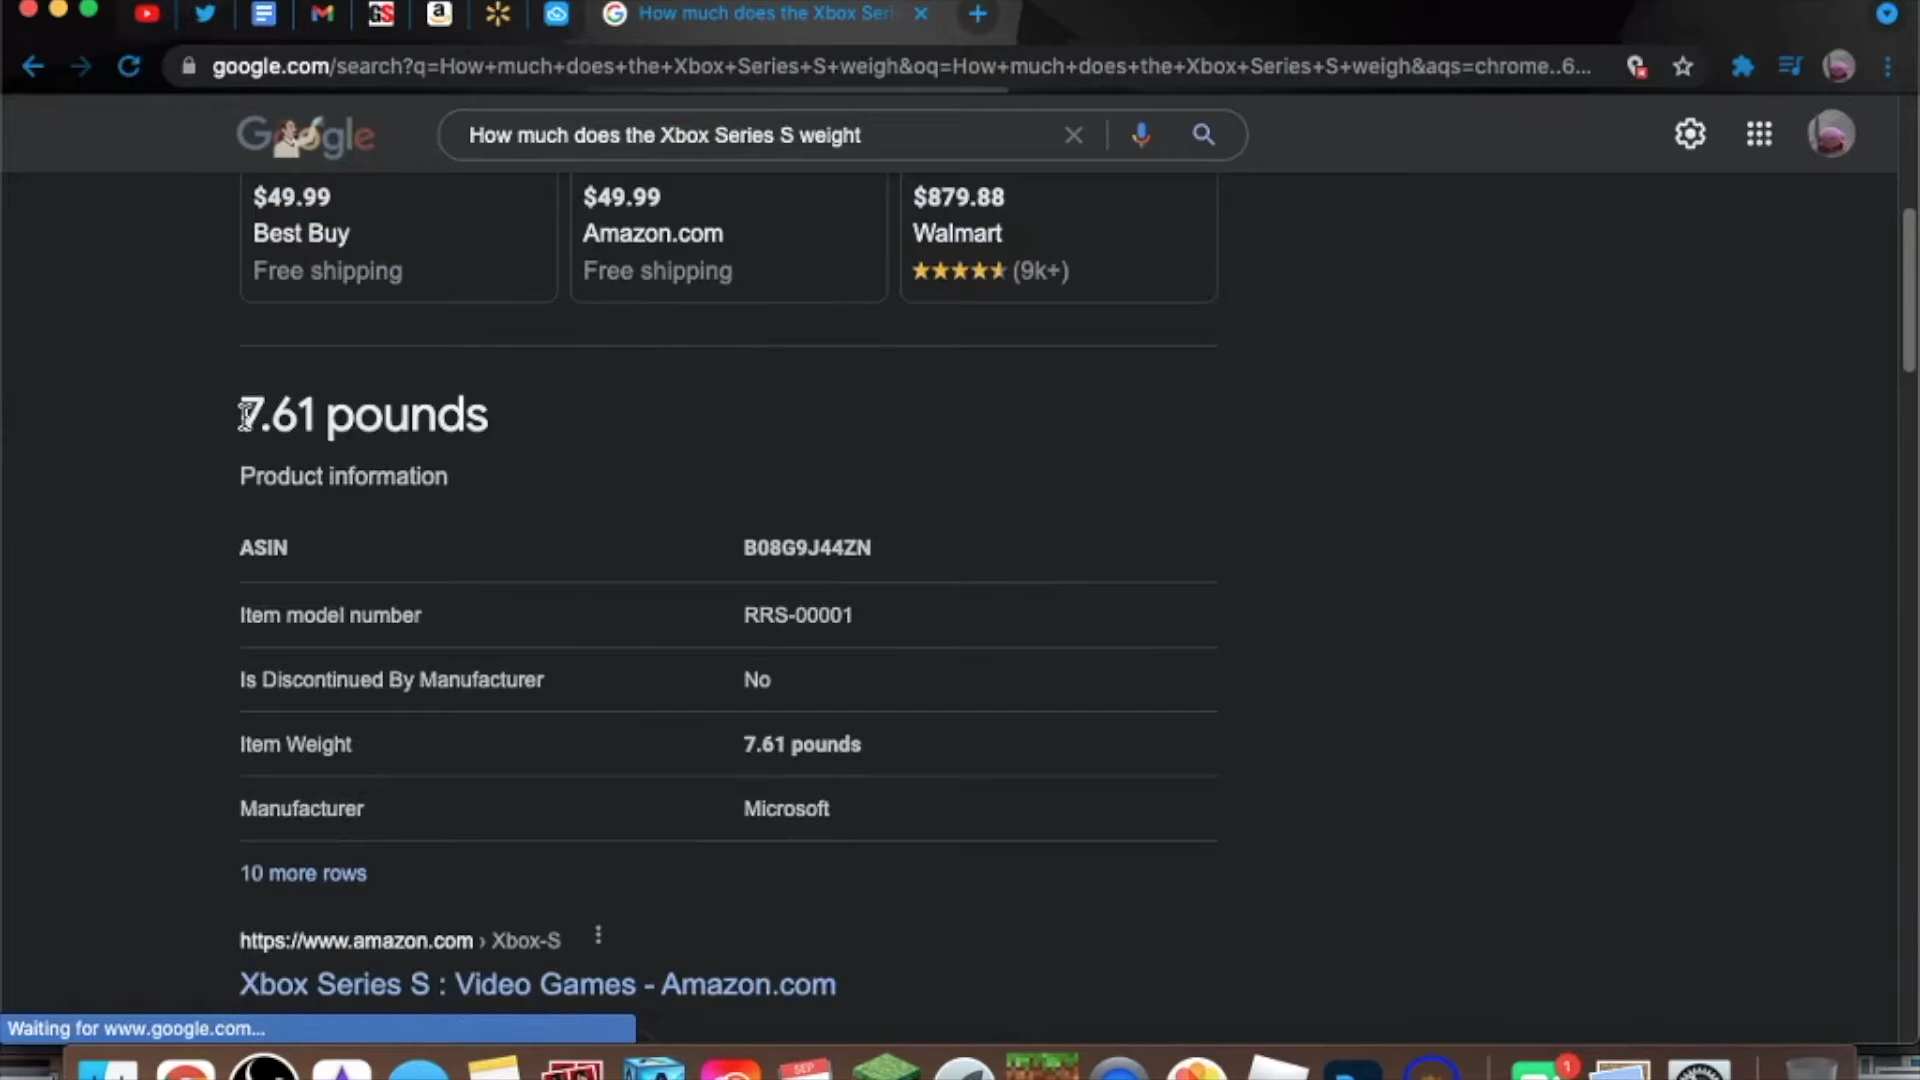 How much does the Xbox Seri
google.com/search?q=How+much+does+the+Xbox+Series+S+weigh&oq=How+much+does+the+Xbox+Series+S+weigh&aqs=chrome..6...
Google
How much does the Xbox Series S weight
$49.99
Best Buy
Free shipping
$49.99
Amazon.com
Free shipping
$879.88
Walmart
(9k+)
7.61 pounds
Product information
ASIN B08G9J44ZN
Item model number RRS-00001
Is Discontinued By Manufacturer No
Item Weight 7.61 pounds
Manufacturer Microsoft
10 more rows
https://www.amazon.com › Xbox-S
Xbox Series S : Video Games - Amazon.com
Waiting for www.google.com...
SEP
1